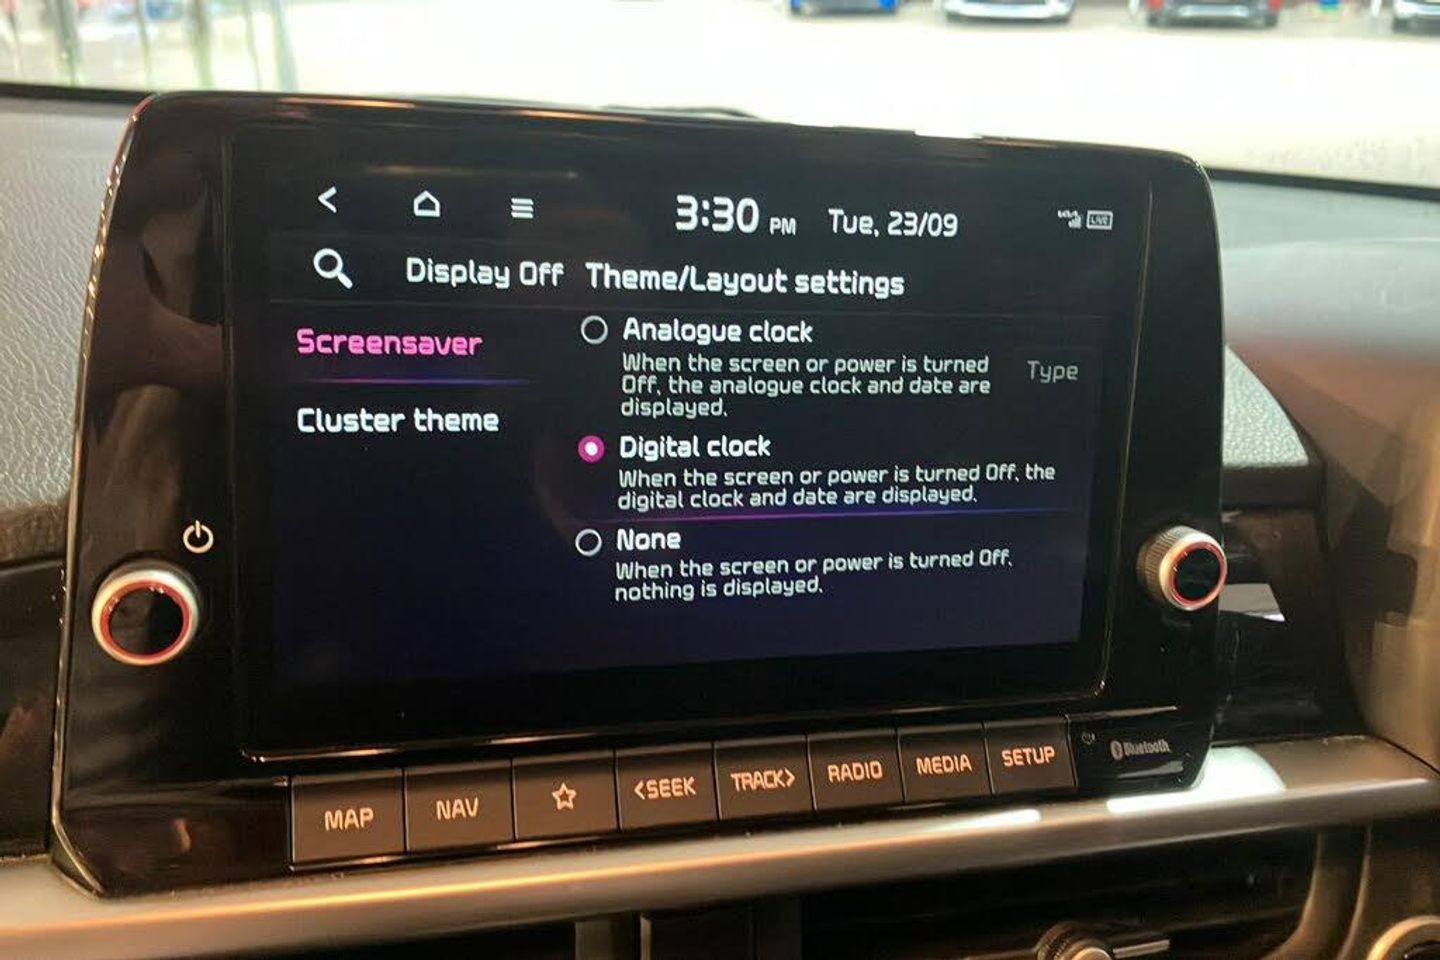 3:30 PM Tue, 23/09
LIVE
Display Off Theme/Layout settings
Screensaver
Cluster theme
Analogue clock
When the screen or power is turned
Off, the analogue clock and date are
displayed.
Type
Digital clock
When the screen or power is turned Off, the
digital clock and date are displayed.
None
When the screen or power is turned Off,
nothing is displayed.
MAP
NAV
<SEEK
TRACK>
RADIO
MEDIA
SETUP
Bluetooth